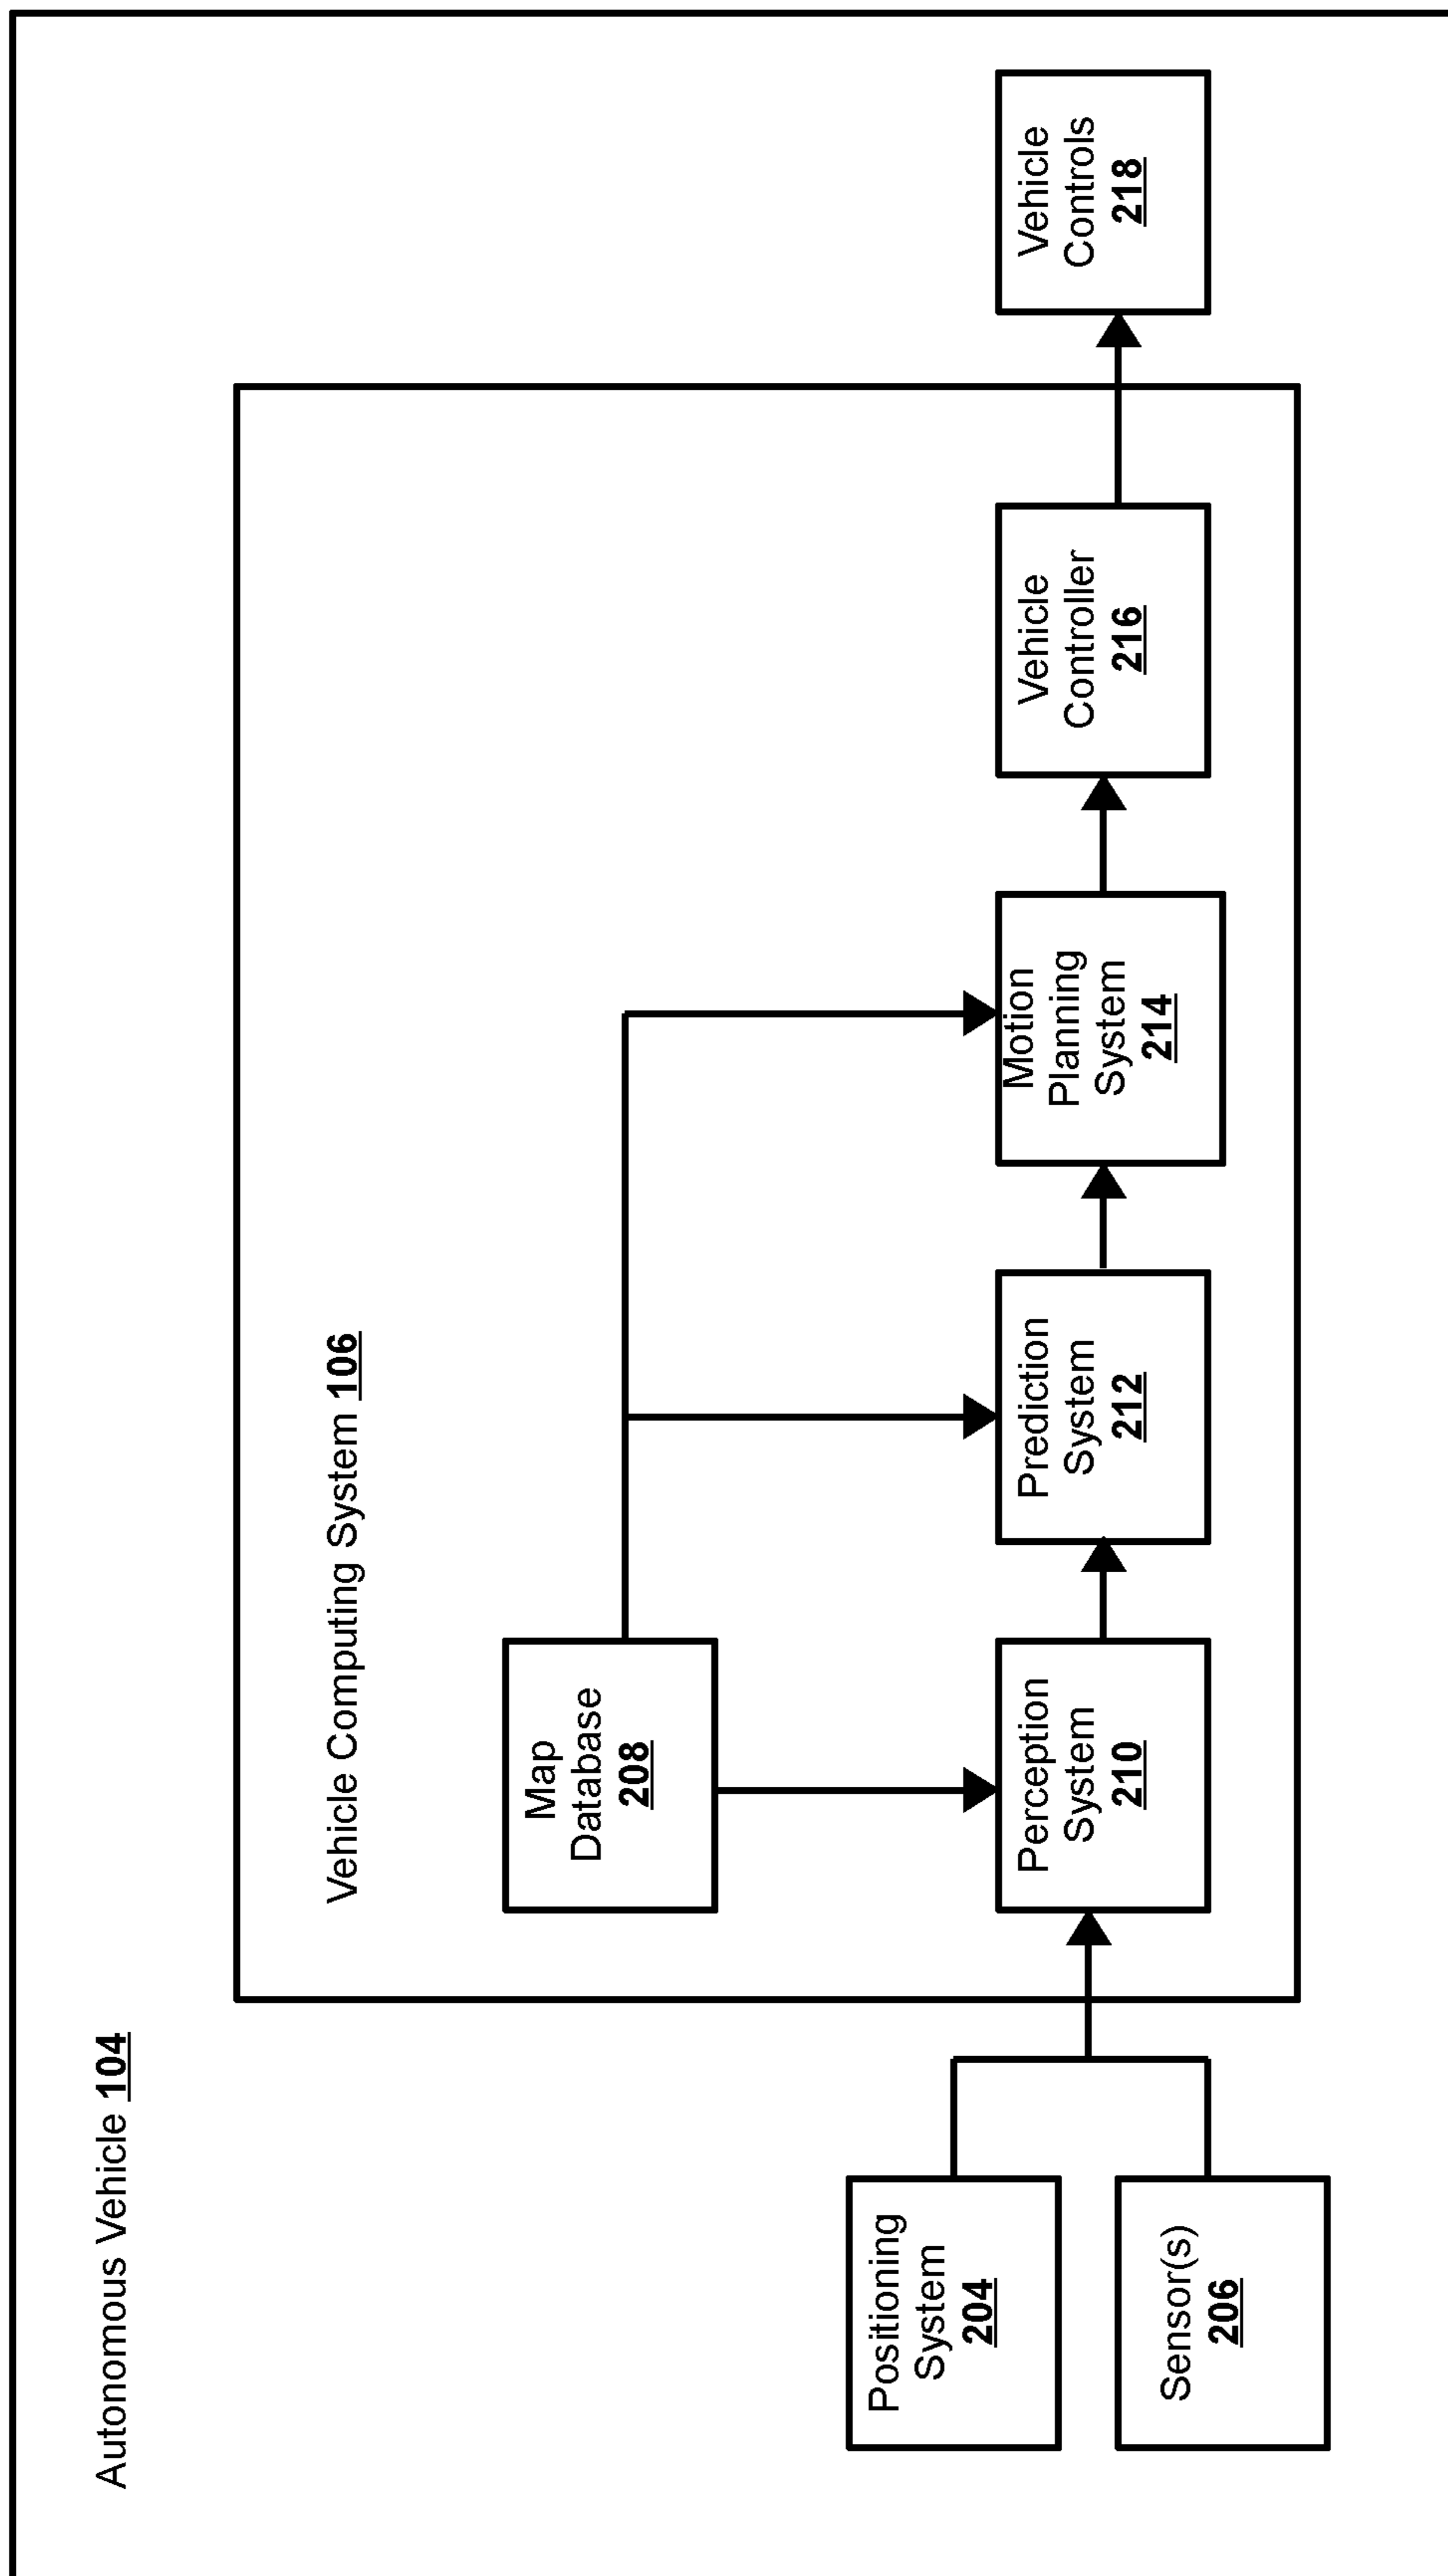 Autonomous Vehicle 104
Vehicle Computing System 106
Map
Database
208
Positioning
System
204
Sensor(s)
206
Perception
System
210
Prediction
System
212
Motion
Planning
System
214
Vehicle
Controller
216
Vehicle
Controls
218